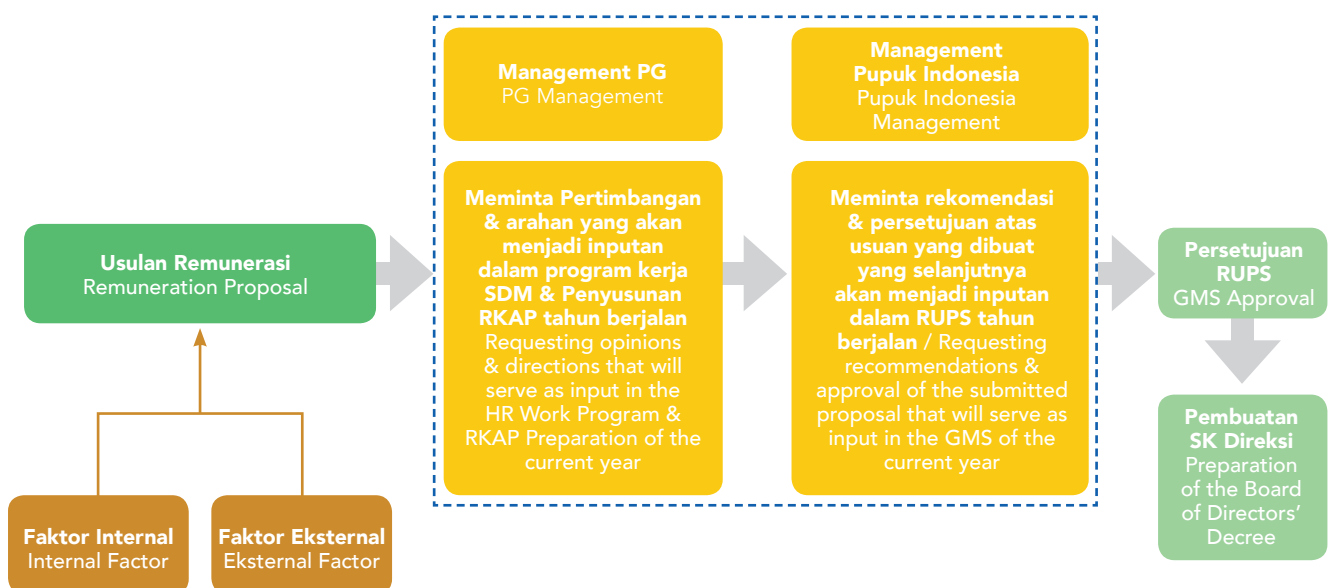 Management PG
PG Management
Management
Pupuk Indonesia
Pupuk Indonesia
Management
Usulan Remunerasi
Remuneration Proposal
Faktor Internal
Internal Factor
Faktor Eksternal
Eksternal Factor
Meminta Pertimbangan
& arahan yang akan
menjadi inputan
dalam program kerja
SDM & Penyusunan
RKAP tahun berjalan
Requesting opinions
& directions that will
serve as input in the
HR Work Program &
RKAP Preparation of the
current year
Meminta rekomendasi
& persetujuan atas
usuan yang dibuat
yang selanjutnya
akan menjadi inputan
dalam RUPS tahun
berjalan / Requesting
recommendations &
approval of the submitted
proposal that will serve as
input in the GMS of the
current year
Persetujuan
RUPS
GMS Approval
Pembuatan
SK Direksi
Preparation
of the Board
of Directors’
Decree